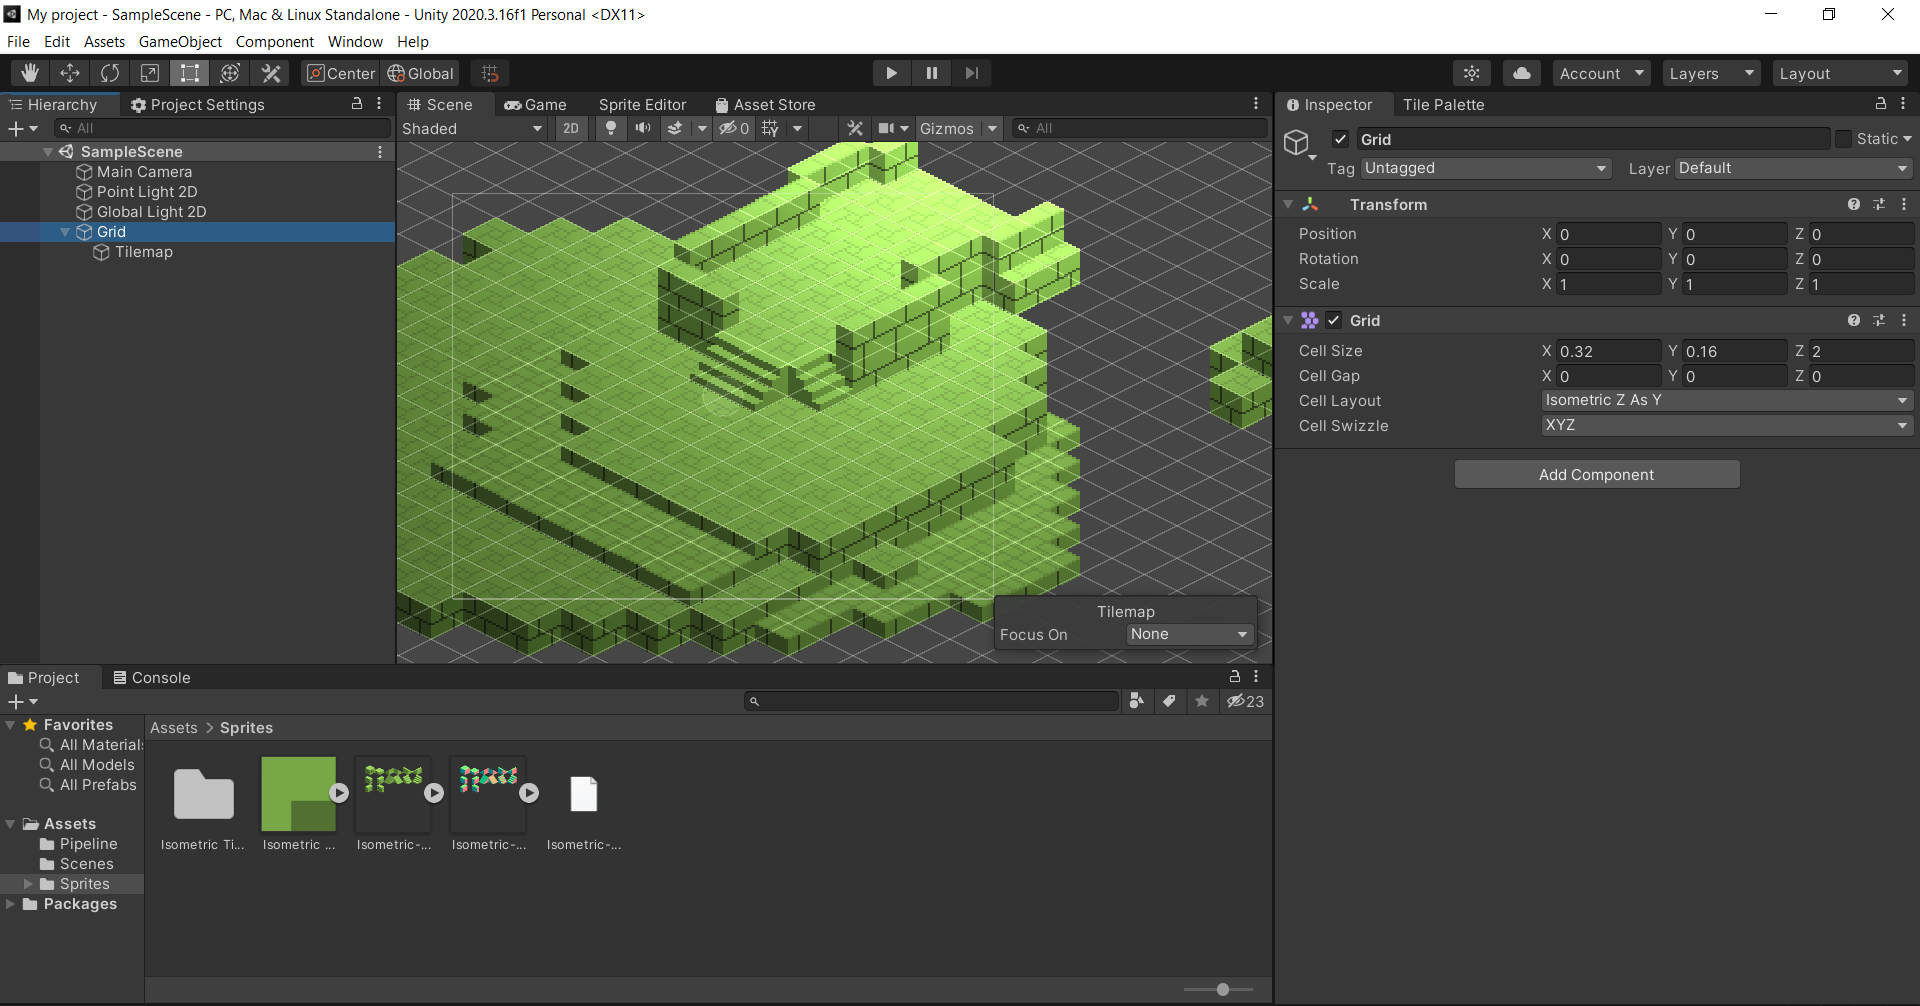 My project - SampleScene - PC, Mac & Linux Standalone - Unity 2020.3.16f1 Personal <DX11>
File Edit Assets GameObject Component Window Help
Center Global
Account Layers Layout
Hierarchy Project Settings
All
SampleScene
Main Camera
Point Light 2D
Global Light 2D
Grid
Tilemap
Scene Game Sprite Editor Asset Store
Shaded 2D 0 Gizmos All
Tilemap
Focus On None
Inspector Tile Palette
Grid Static
Tag Untagged Layer Default
Transform
Position X 0 Y 0 Z 0
Rotation X 0 Y 0 Z 0
Scale X 1 Y 1 Z 1
Grid
Cell Size X 0.32 Y 0.16 Z 2
Cell Gap X 0 Y 0 Z 0
Cell Layout Isometric Z As Y
Cell Swizzle XYZ
Add Component
Project Console
23
Favorites
All Materials
All Models
All Prefabs
Assets
Pipeline
Scenes
Sprites
Packages
Assets > Sprites
Isometric Ti... Isometric ... Isometric-... Isometric-... Isometric-...